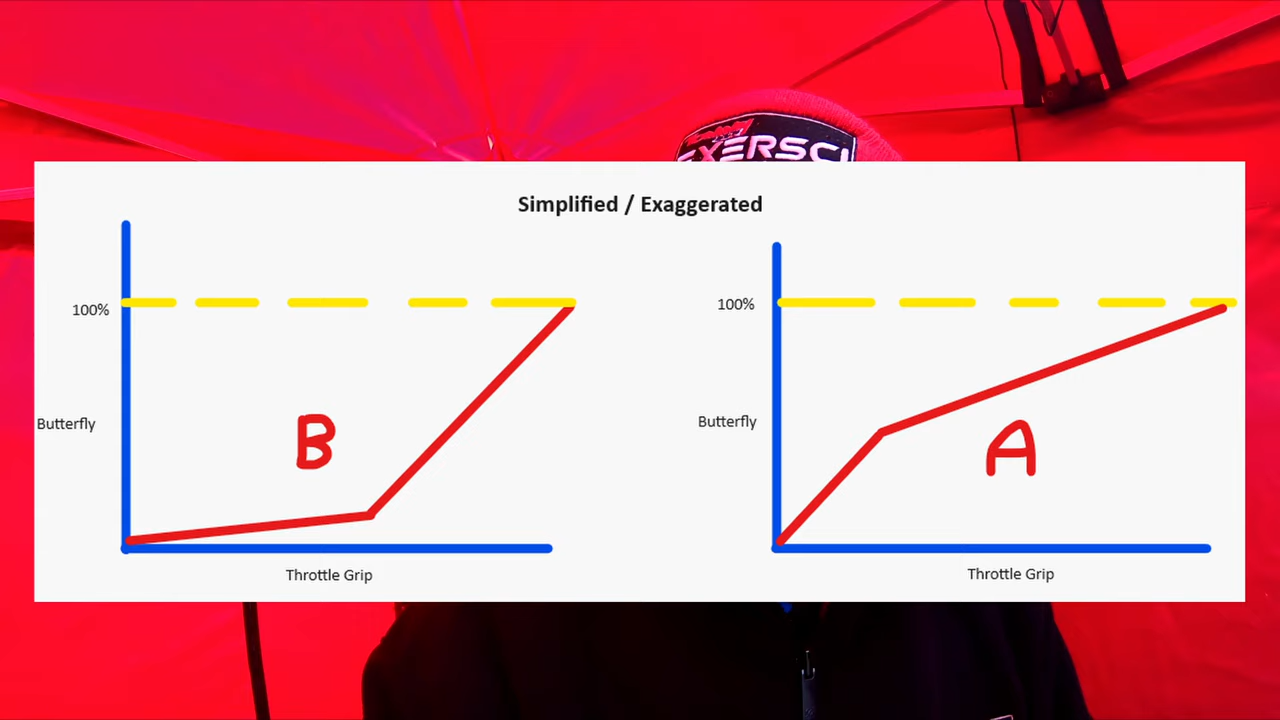 Simplified / Exaggerated
100%
Butterfly
B
Throttle Grip
100%
Butterfly
A
Throttle Grip